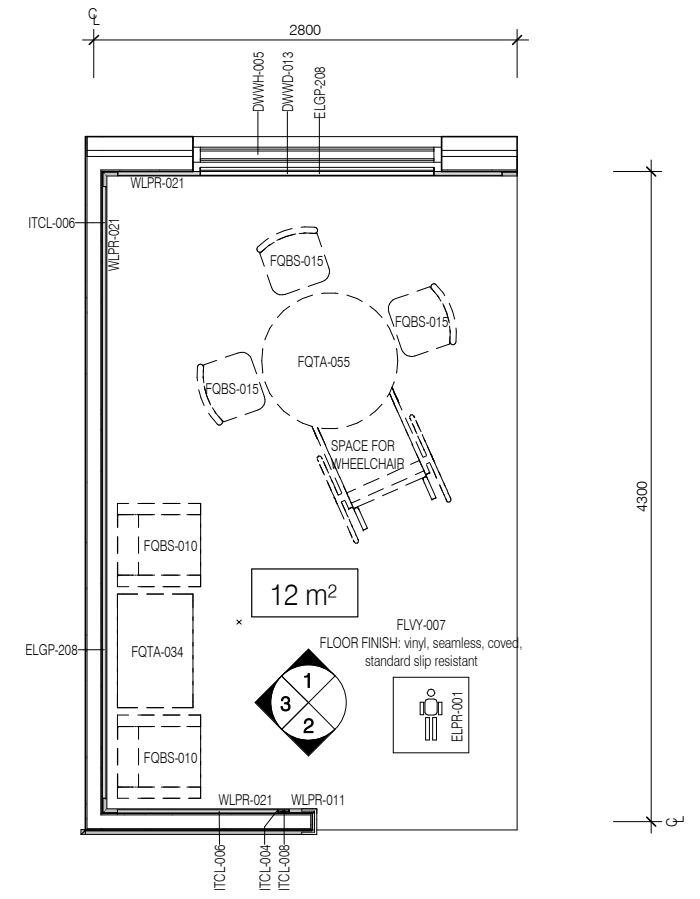 CL
2800
DWWH-005
DWWD-013
ELGP-208
WLPR-021
ITCL-006
WLPR-021
FQBS-015
FQBS-015
FQTA-055
FQBS-015
SPACE FOR
WHEELCHAIR
4300
FQBS-010
12 m²
FLVY-007
FLOOR FINISH: vinyl, seamless, coved,
standard slip resistant
ELGP-208
FQTA-034
1
3
2
ELPR-001
FQBS-010
WLPR-021
WLPR-011
CL
ITCL-006
ITCL-004
ITCL-008